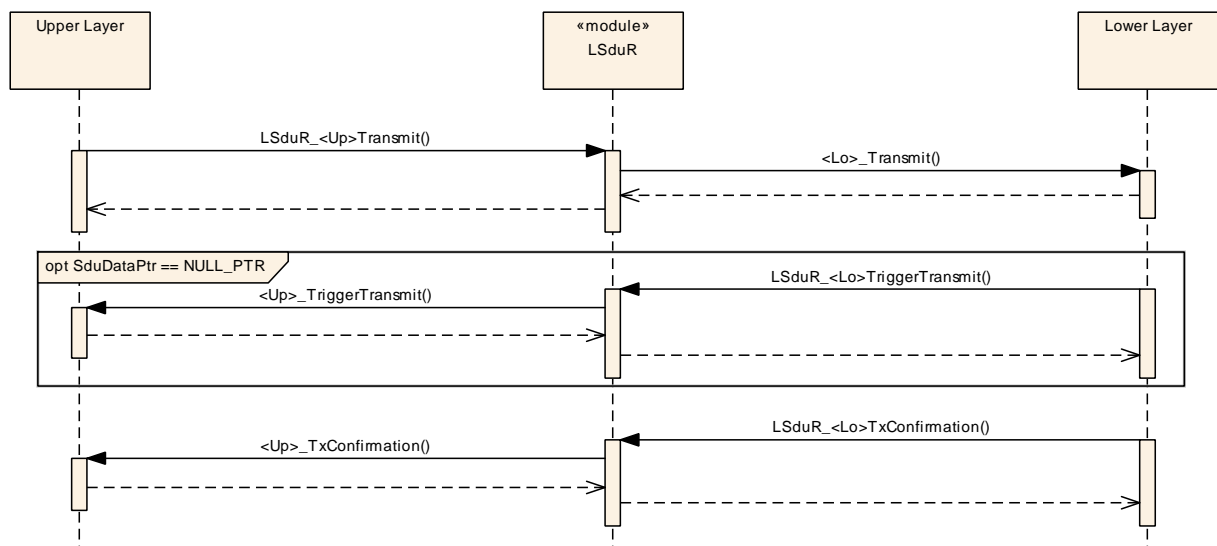 Upper Layer
«module»
LSduR
Lower Layer
LSduR_<Up>Transmit()
<Lo>_Transmit()
opt SduDataPtr == NULL_PTR
LSduR_<Lo>TriggerTransmit()
<Up>_TriggerTransmit()
LSduR_<Lo>TxConfirmation()
<Up>_TxConfirmation()